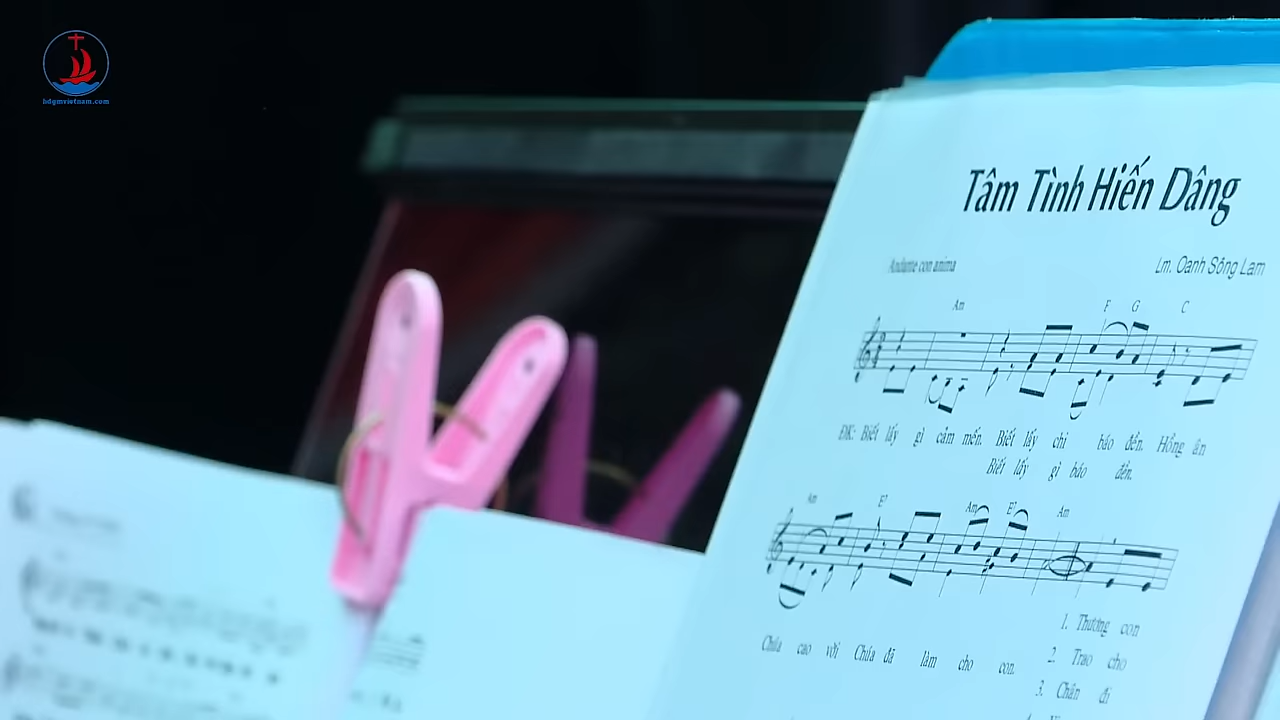 hdgmvietnam.com
Tâm Tình Hiến Dâng
Andante con anima
Lm. Oanh Sông Lam
Am F G C
ĐK: Biết lấy gì cảm mến. Biết lấy chi báo đền. Hồng ân
Biết lấy gì báo đền.
Am E7 Am E7 Am
1. Thương con
Chúa cao vời Chúa đã làm cho con.
2. Trao cho
3. Chân đi